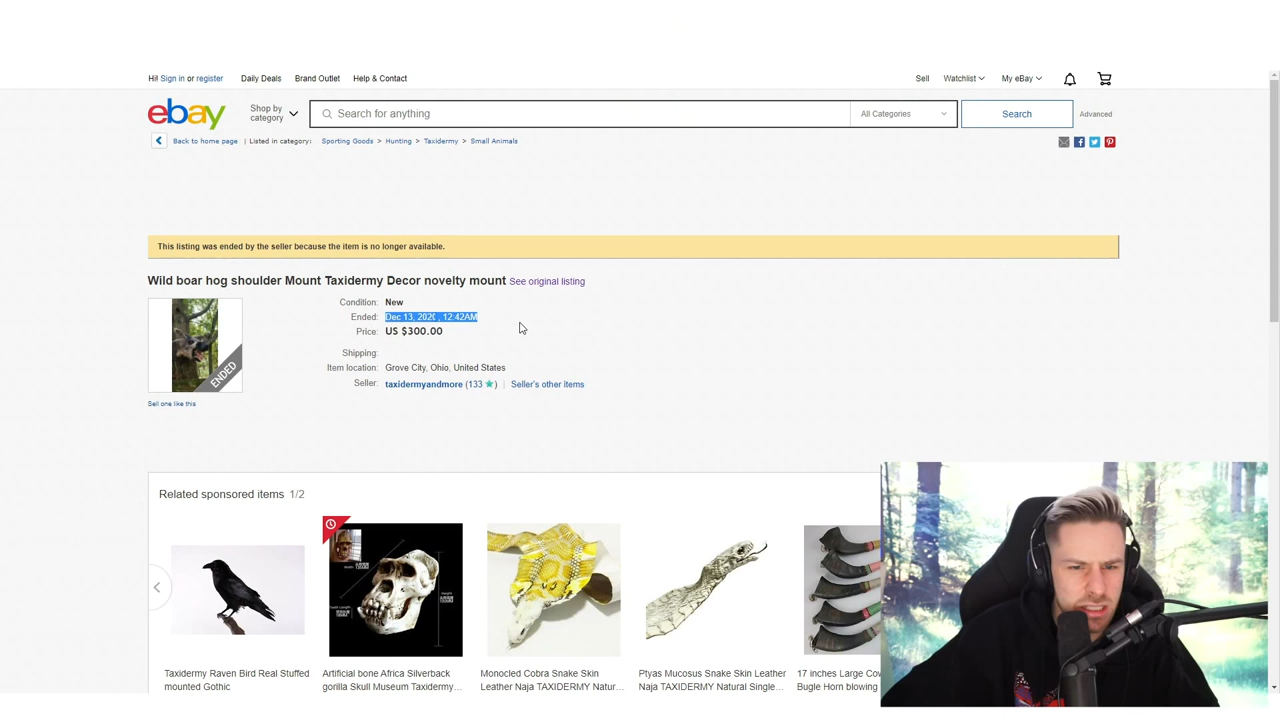 Hi! Sign in or register Daily Deals Brand Outlet Help & Contact Sell Watchlist My eBay
ebay Shop by category Search for anything All Categories Search Advanced
Back to home page | Listed in category: Sporting Goods > Hunting > Taxidermy > Small Animals
This listing was ended by the seller because the item is no longer available.
Wild boar hog shoulder Mount Taxidermy Decor novelty mount See original listing
Condition: New
Ended: Dec 13, 2020 , 12:42AM
Price: US $300.00
Shipping:
Item location: Grove City, Ohio, United States
Seller: taxidermyandmore (133 ) | Seller's other items
ENDED
Sell one like this
Related sponsored items 1/2
Taxidermy Raven Bird Real Stuffed mounted Gothic
Artificial bone Africa Silverback gorilla Skull Museum Taxidermy...
Monocled Cobra Snake Skin Leather Naja TAXIDERMY Natur...
Ptyas Mucosus Snake Skin Leather Naja TAXIDERMY Natural Single...
17 inches Large Co
Bugle Horn blowing